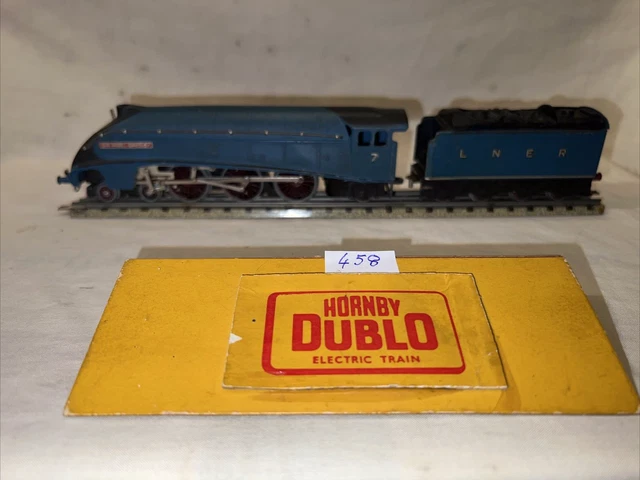 7
L N E R
458
HORNBY
DUBLO
ELECTRIC TRAIN